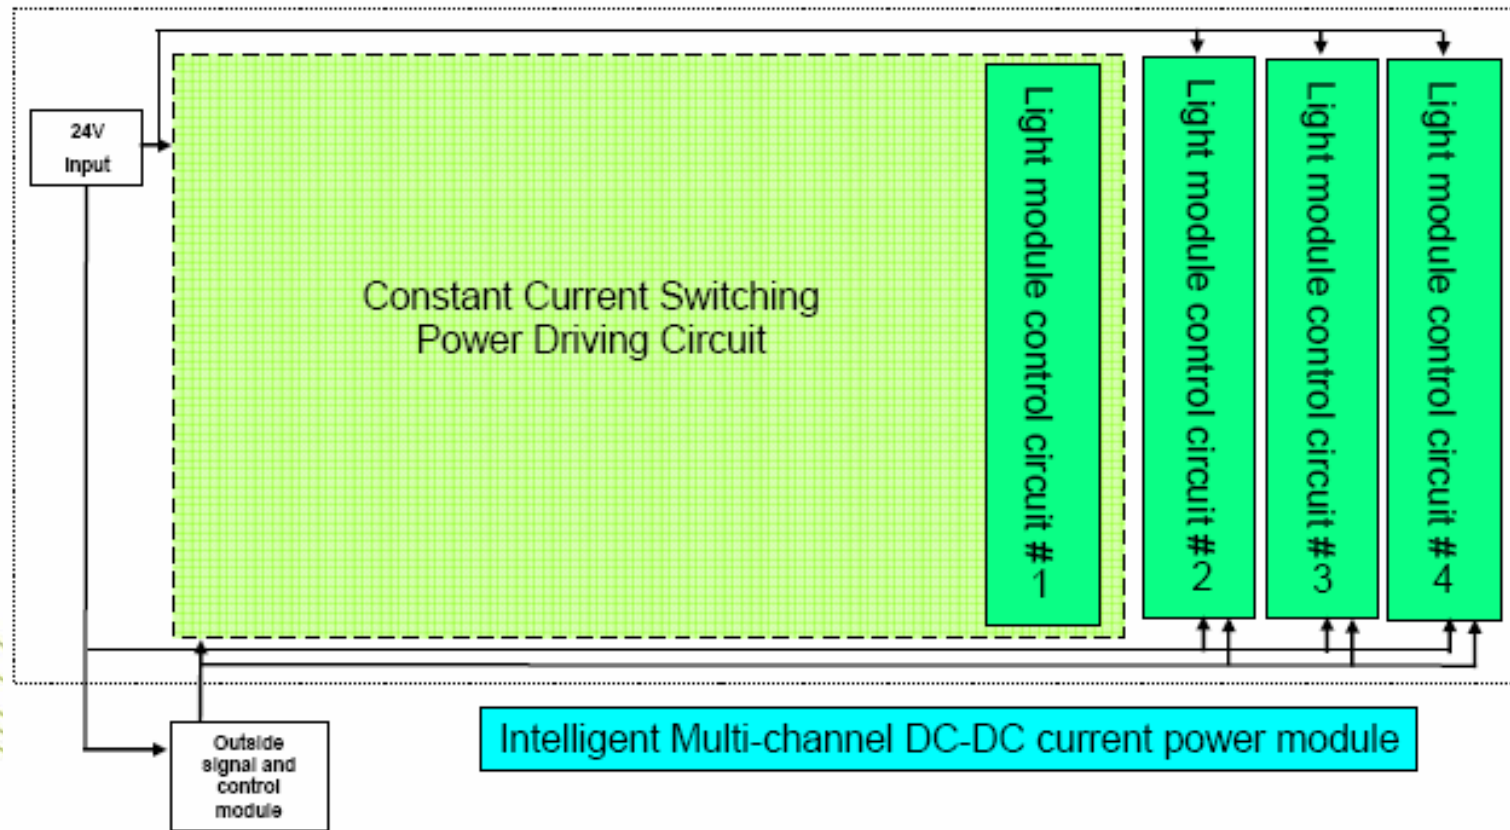 24V
Input
Constant Current Switching
Power Driving Circuit
Light module control circuit #1
Light module control circuit #2
Light module control circuit #3
Light module control circuit #4
Outside
signal and
control
module
Intelligent Multi-channel DC-DC current power module